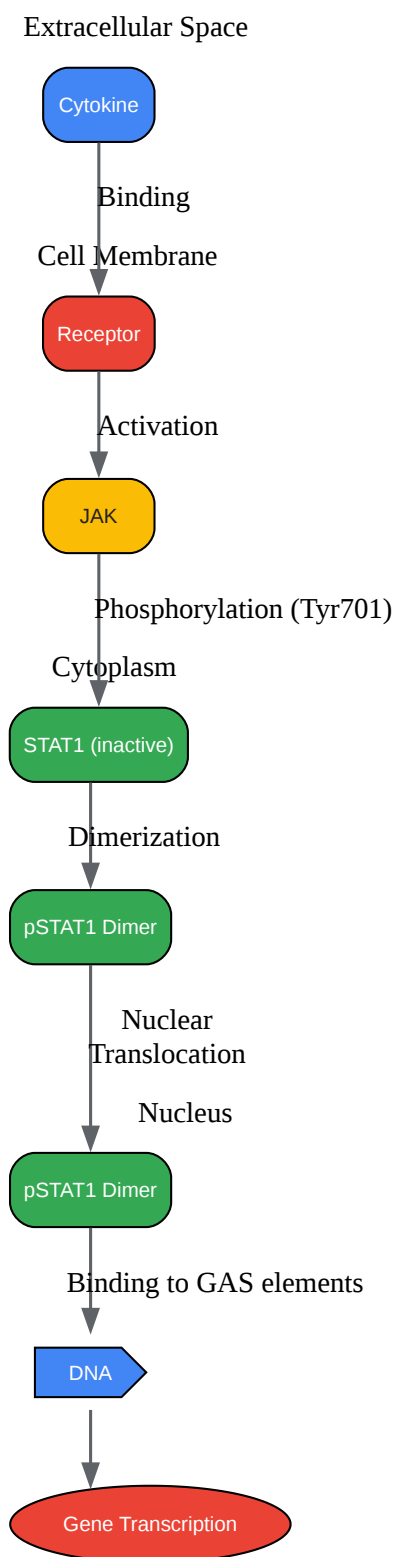 Extracellular Space
Cytokine
Binding
Cell Membrane
Receptor
Activation
JAK
Phosphorylation (Tyr701)
Cytoplasm
STAT1 (inactive)
Dimerization
pSTAT1 Dimer
Nuclear
Translocation
Nucleus
pSTAT1 Dimer
Binding to GAS elements
DNA
Gene Transcription